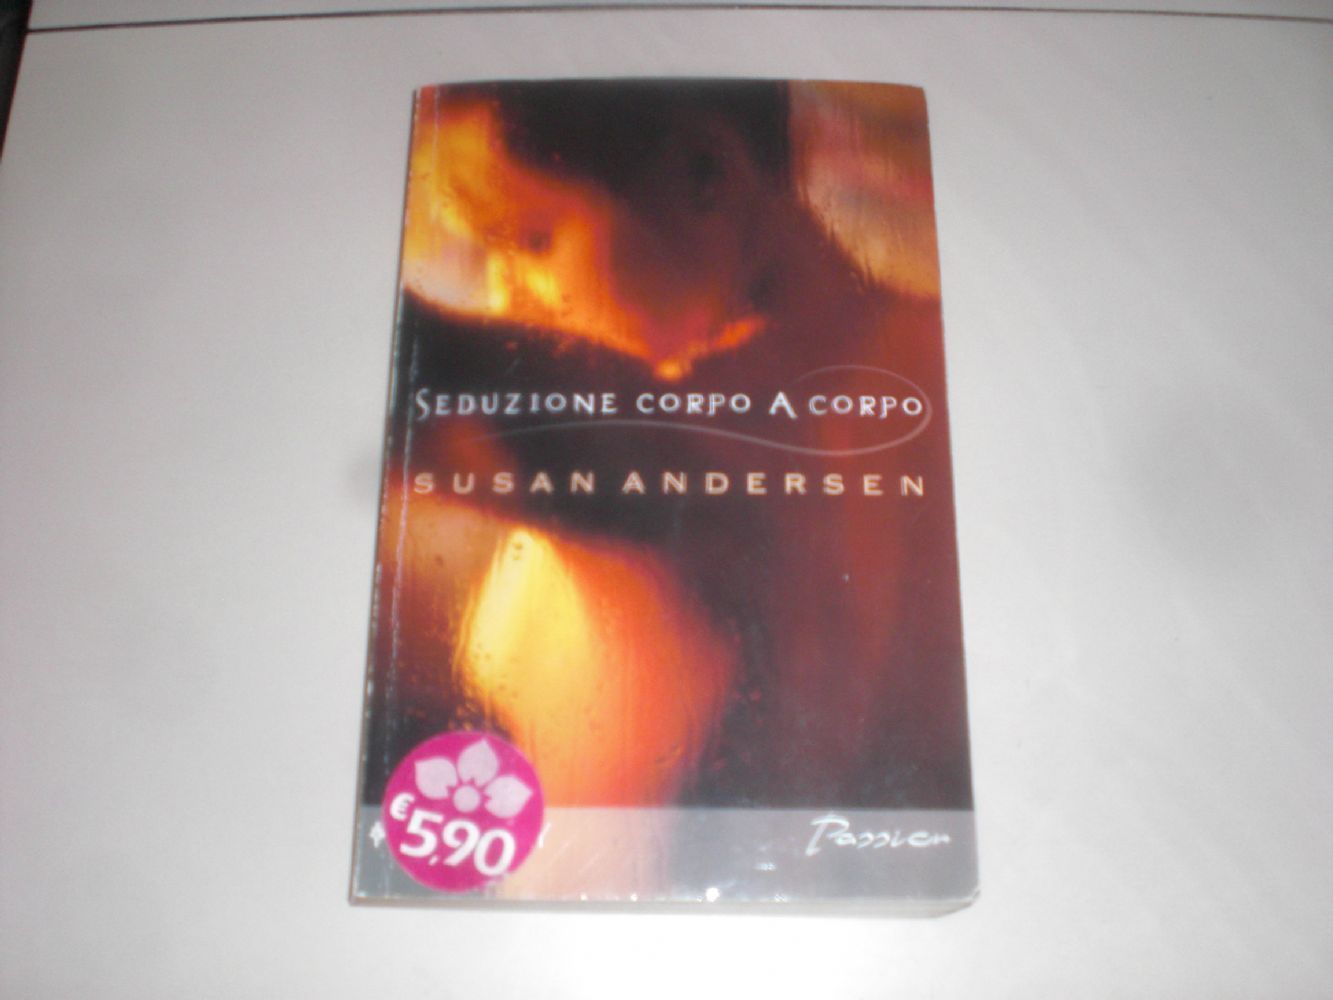 SEDUZIONE CORPO A CORPO
SUSAN ANDERSEN
€ 5,90
Passion